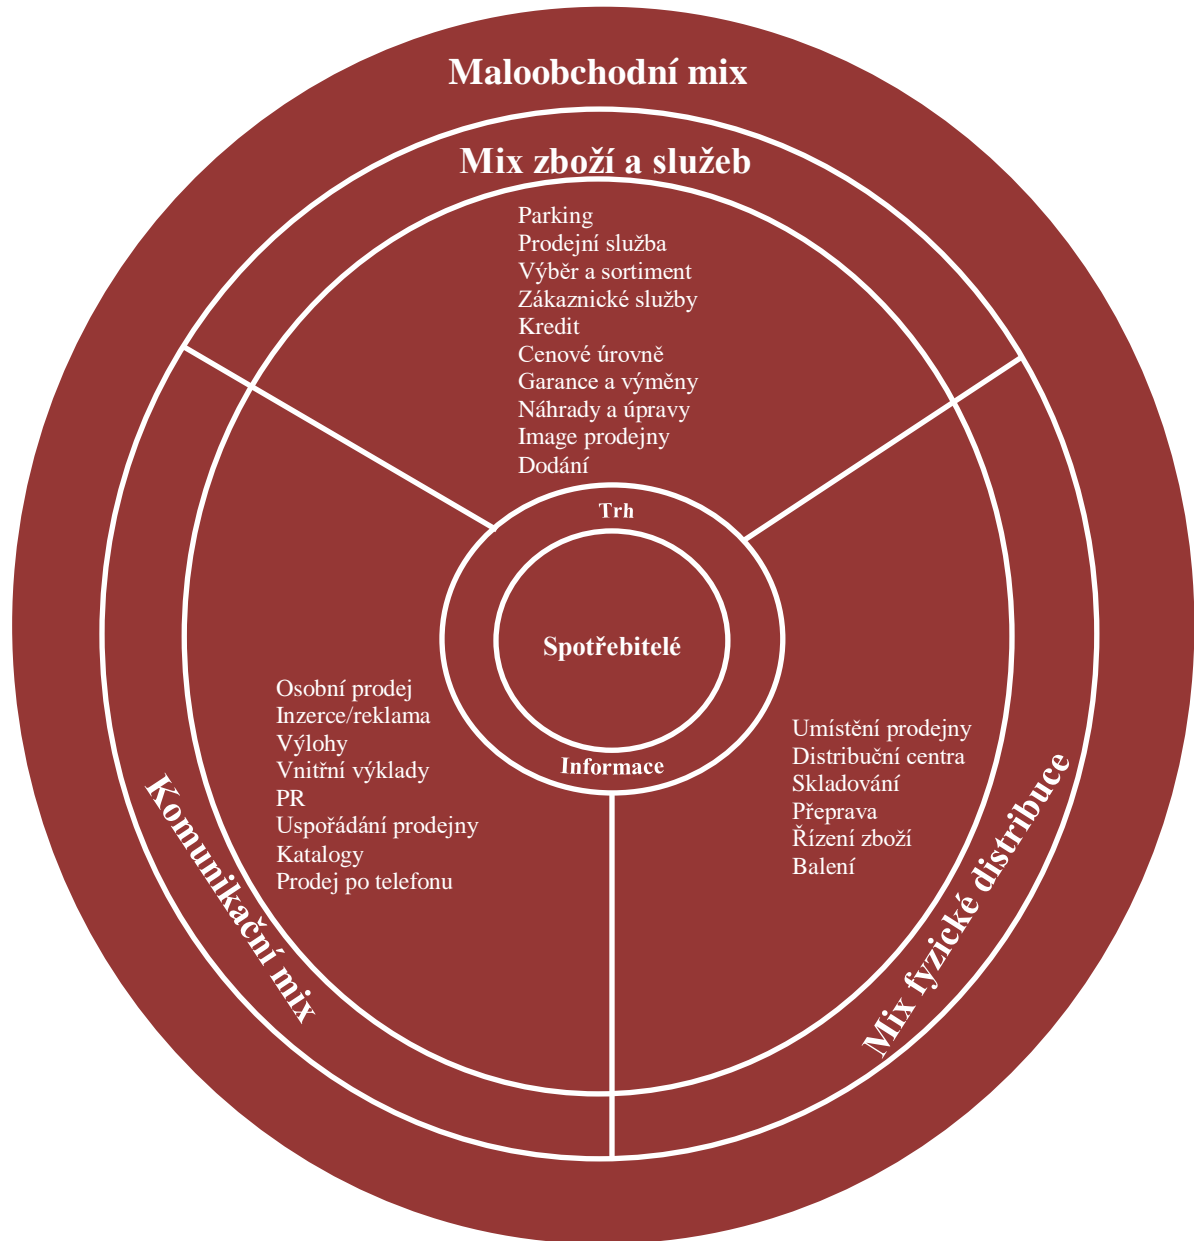 Maloobchodní mix
Mix zboží a služeb
Parking
Prodejní služba
Výběr a sortiment
Zákaznické služby
Kredit
Cenové úrovně
Garance a výměny
Náhrady a úpravy
Image prodejny
Dodání
Trh
Spotřebitelé
Informace
Osobní prodej
Inzerce/reklama
Výlohy
Vnitřní výklady
PR
Uspořádání prodejny
Katalogy
Prodej po telefonu
Komunikační mix
Umístění prodejny
Distribuční centra
Skladování
Přeprava
Řízení zboží
Balení
Mix fyzické distribuce